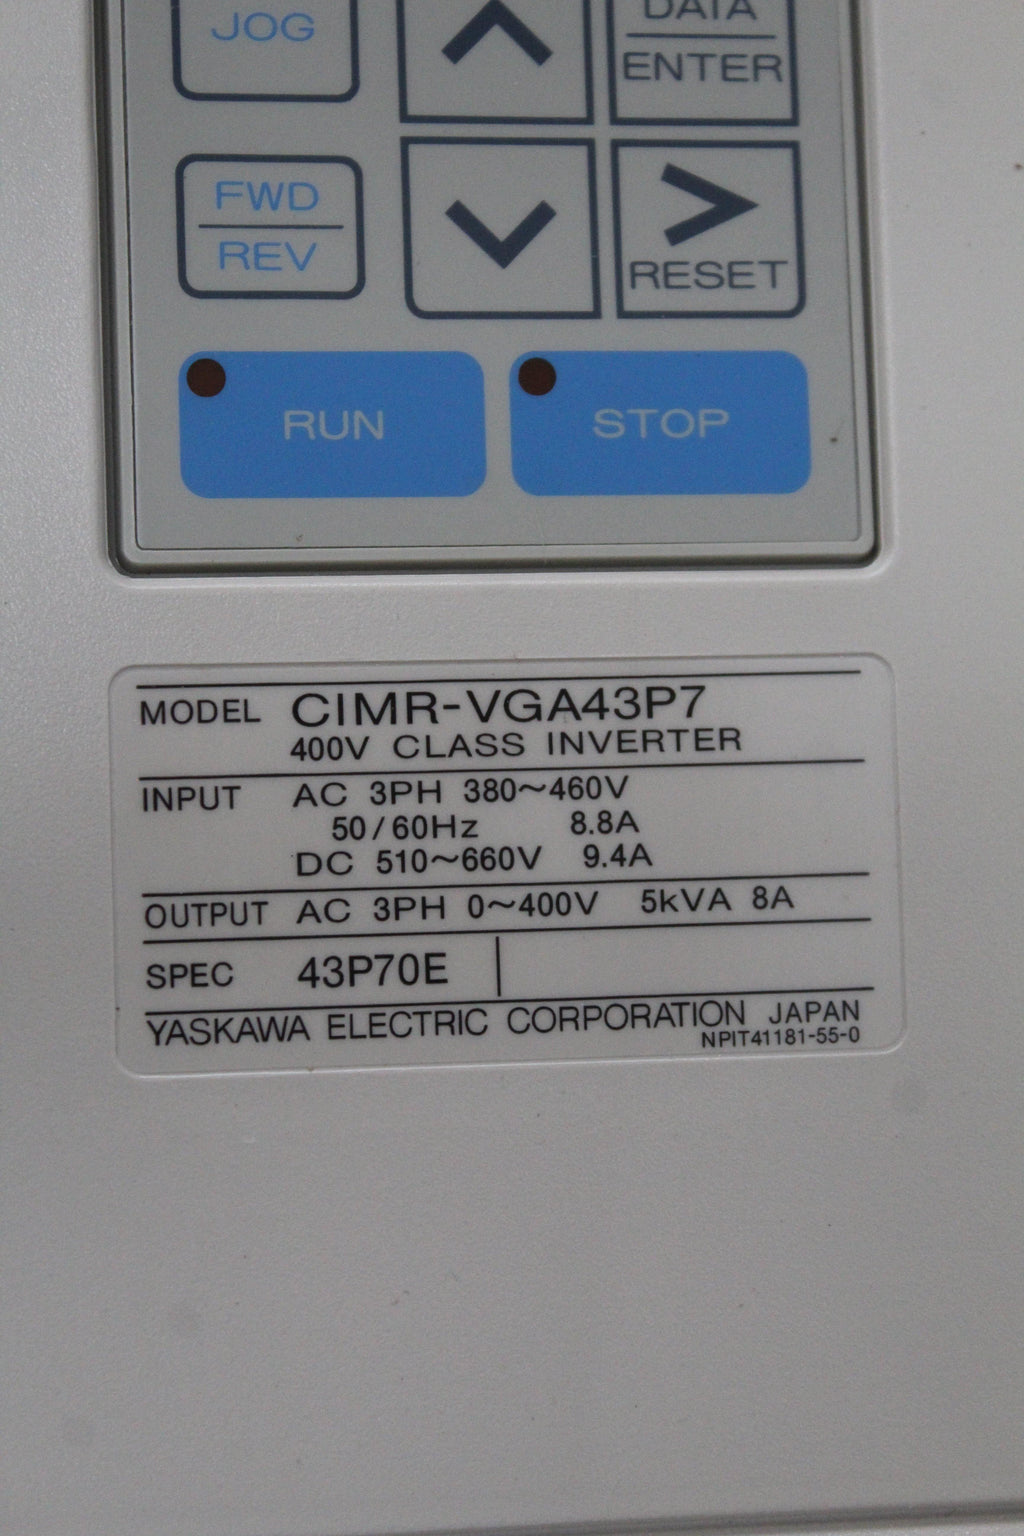 JOG
DATA
ENTER
FWD
REV
RESET
RUN
STOP
MODEL CIMR-VGA43P7
400V CLASS INVERTER
INPUT AC 3PH 380~460V
50/60Hz 8.8A
DC 510~660V 9.4A
OUTPUT AC 3PH 0~400V 5kVA 8A
SPEC 43P70E
YASKAWA ELECTRIC CORPORATION JAPAN
NPIT41181-55-0